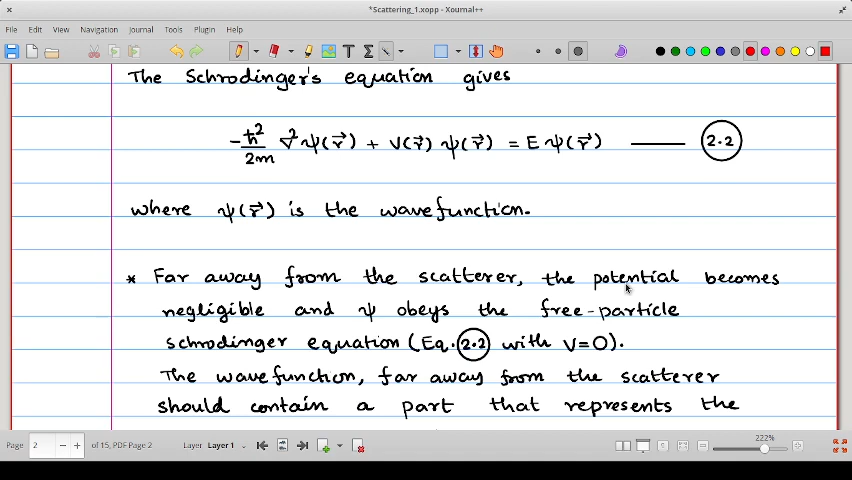 *Scattering_1.xopp - Xournal++
File Edit View Navigation Journal Tools Plugin Help
The Schrodinger's equation gives
-ħ²/2m ∇² ψ(r⃗) + V(r⃗) ψ(r⃗) = E ψ(r⃗) —— 2.2
where ψ(r⃗) is the wavefunction.
* Far away from the scatterer, the potential becomes
negligible and ψ obeys the free-particle
schrodinger equation (Eq. 2.2 with V=0).
The wavefunction, far away from the scatterer
should contain a part that represents the
Page 2 of 15, PDF Page 2 Layer Layer 1 222%